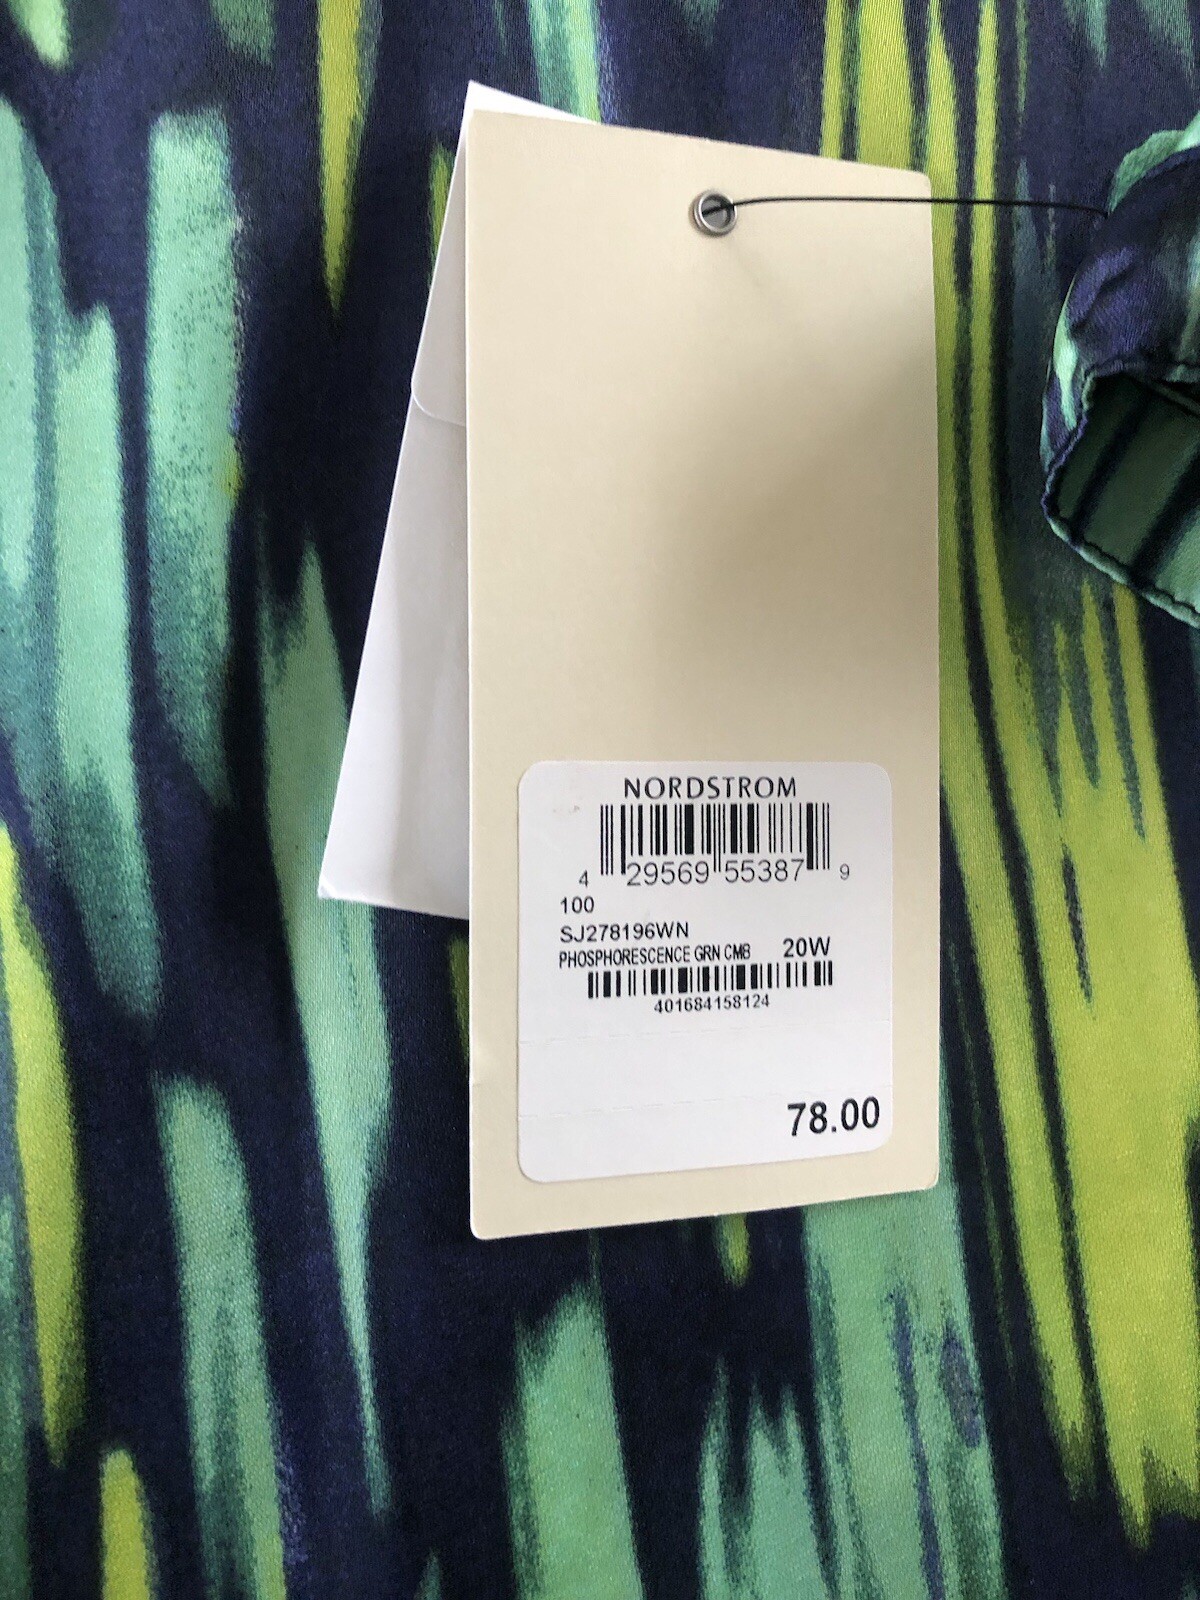 NORDSTROM
4 29569 55387 9
100
SJ278196WN
PHOSPHORESCENCE GRN CMB 20W
401684158124
78.00